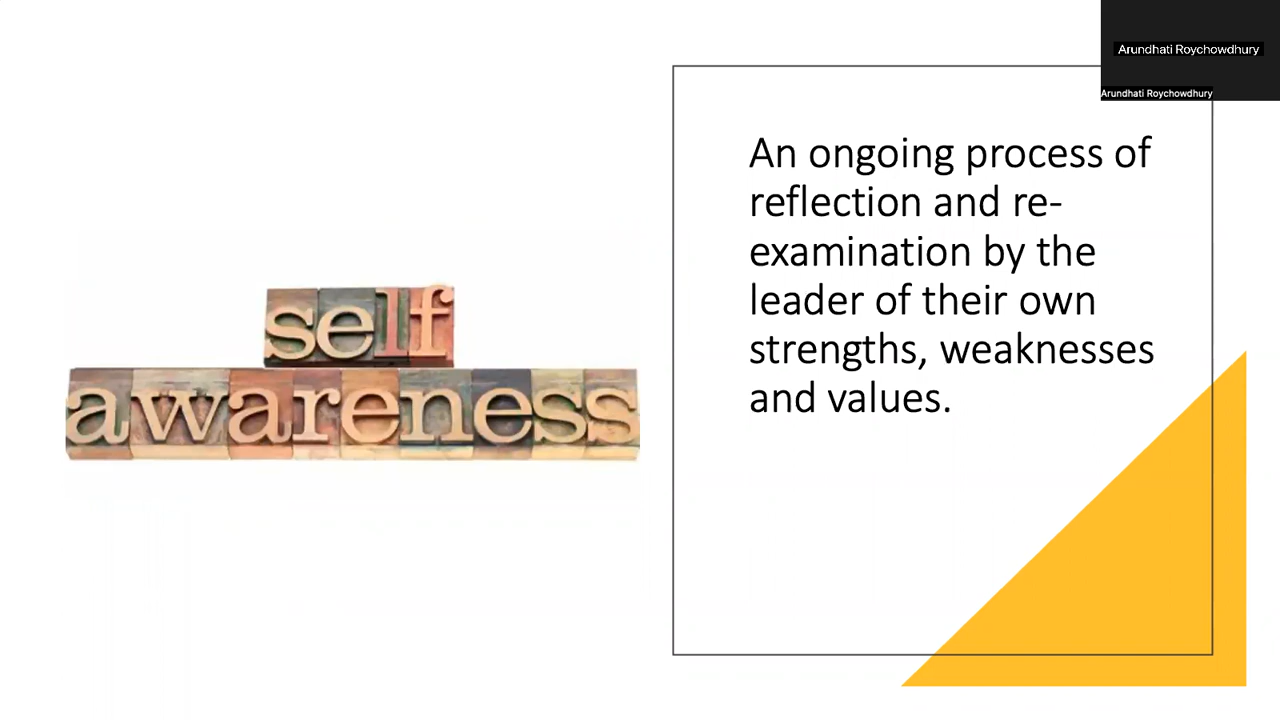 Arundhati Roychowdhury
Arundhati Roychowdhury
An ongoing process of
reflection and re-
examination by the
leader of their own
strengths, weaknesses
and values.
self
awareness